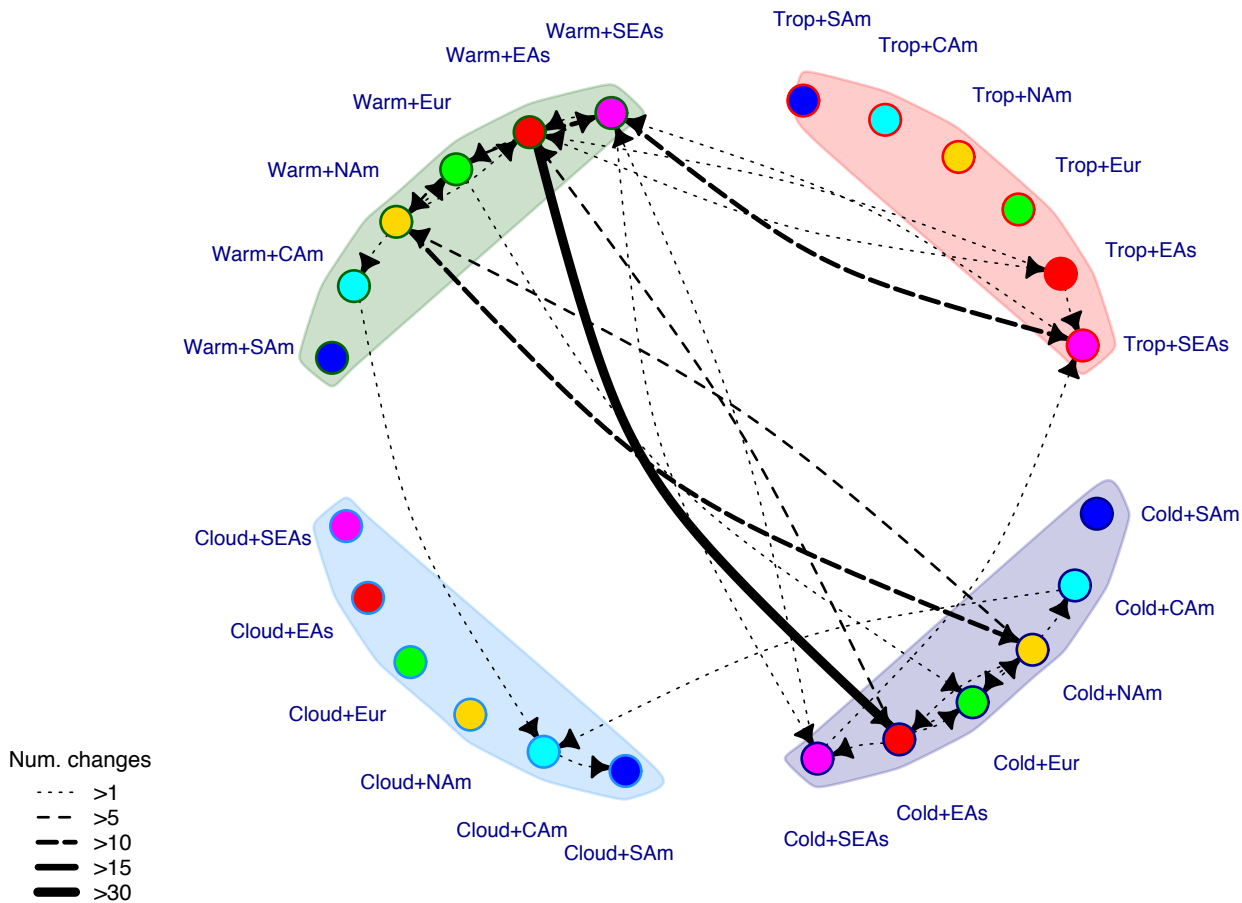 Trop+SAm
Warm+SEAs
Trop+CAm
Warm+EAs
Trop+NAm
Warm+Eur
Trop+Eur
Warm+NAm
Trop+EAs
Warm+CAm
Trop+SEAs
Warm+SAm
Cold+SAm
Cloud+SEAs
Cold+CAm
Cloud+EAs
Cold+NAm
Cloud+Eur
Cold+Eur
Cloud+NAm
Cold+EAs
Cloud+CAm
Cold+SEAs
Cloud+SAm
Num. changes
>1
>5
>10
>15
>30